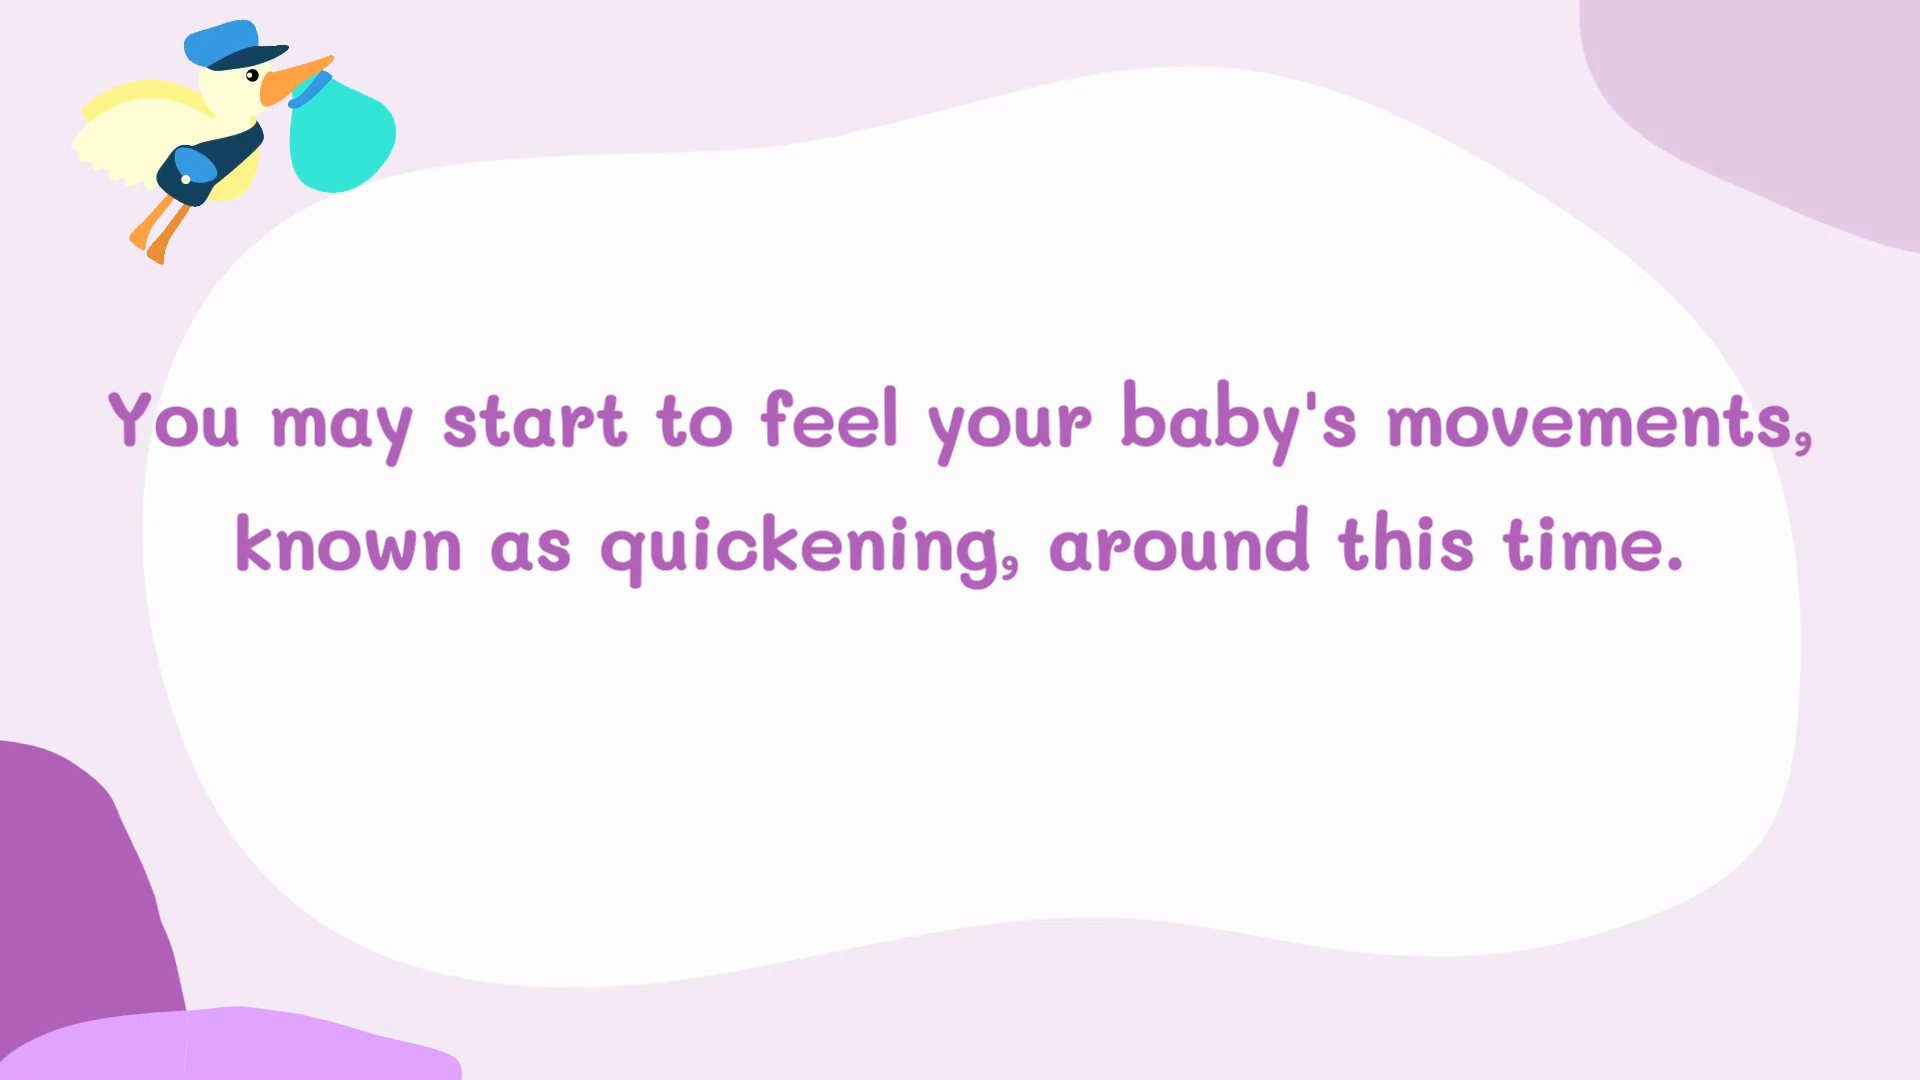 You may start to feel your baby's movements,
known as quickening, around this time.